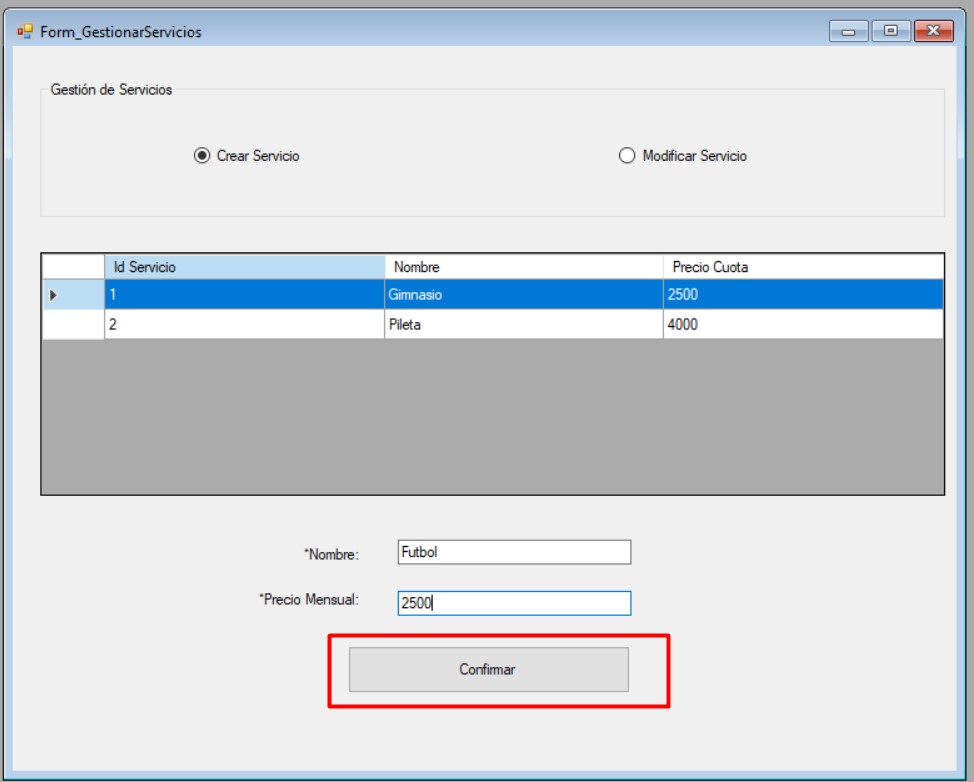 Form_GestionarServicios
Gestión de Servicios
Crear Servicio
Modificar Servicio
Id Servicio Nombre Precio Cuota
1 Gimnasio 2500
2 Pileta 4000
*Nombre: Futbol
*Precio Mensual: 2500
Confirmar